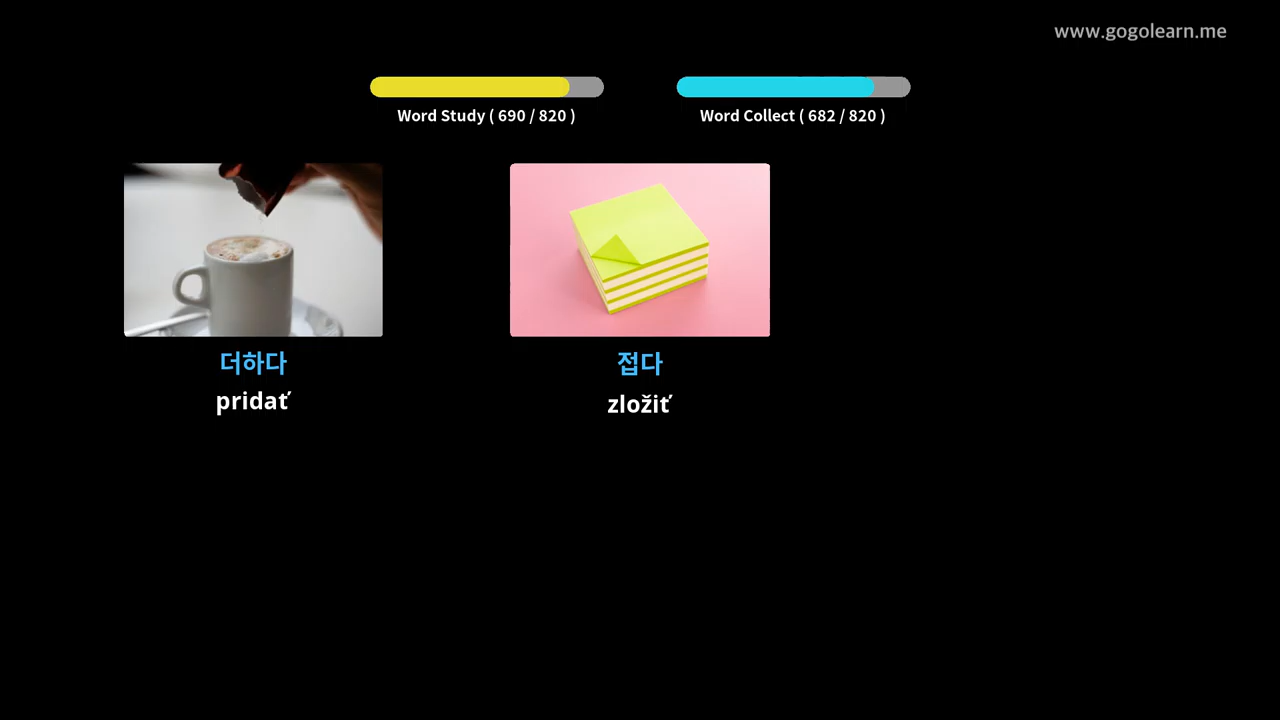 www.gogolearn.me
Word Study ( 690 / 820 )
Word Collect ( 682 / 820 )
더하다
pridať
접다
zložiť